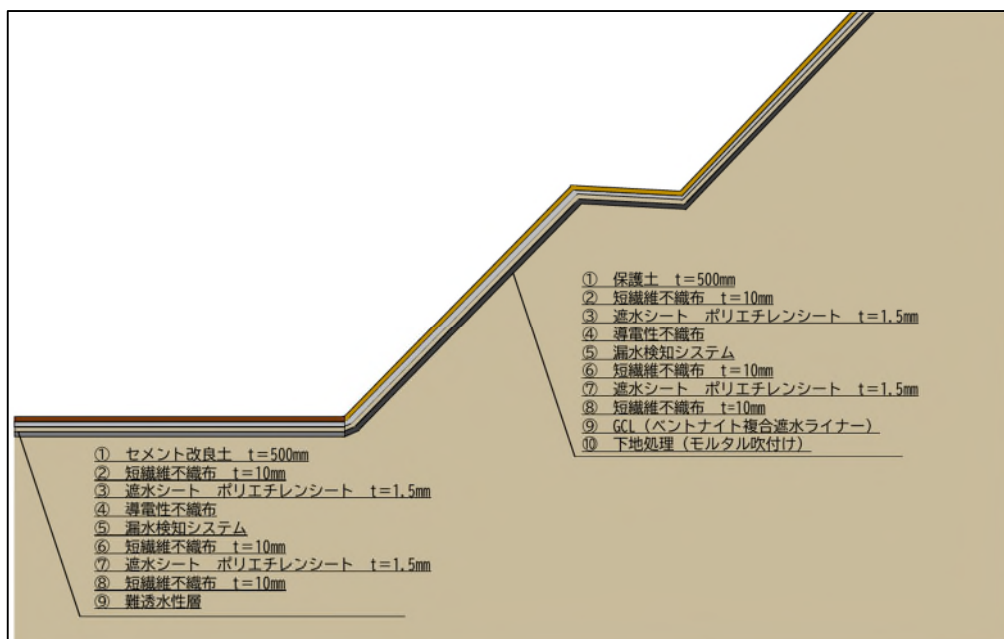 ① 保護土 t=500㎜
② 短繊維不織布 t=10㎜
③ 遮水シート ポリエチレンシート t=1.5㎜
④ 導電性不織布
⑤ 漏水検知システム
⑥ 短繊維不織布 t=10㎜
⑦ 遮水シート ポリエチレンシート t=1.5㎜
⑧ 短繊維不織布 t=10㎜
⑨ GCL（ベントナイト複合遮水ライナー）
⑩ 下地処理（モルタル吹付け）
① セメント改良土 t=500㎜
② 短繊維不織布 t=10㎜
③ 遮水シート ポリエチレンシート t=1.5㎜
④ 導電性不織布
⑤ 漏水検知システム
⑥ 短繊維不織布 t=10㎜
⑦ 遮水シート ポリエチレンシート t=1.5㎜
⑧ 短繊維不織布 t=10㎜
⑨ 難透水性層